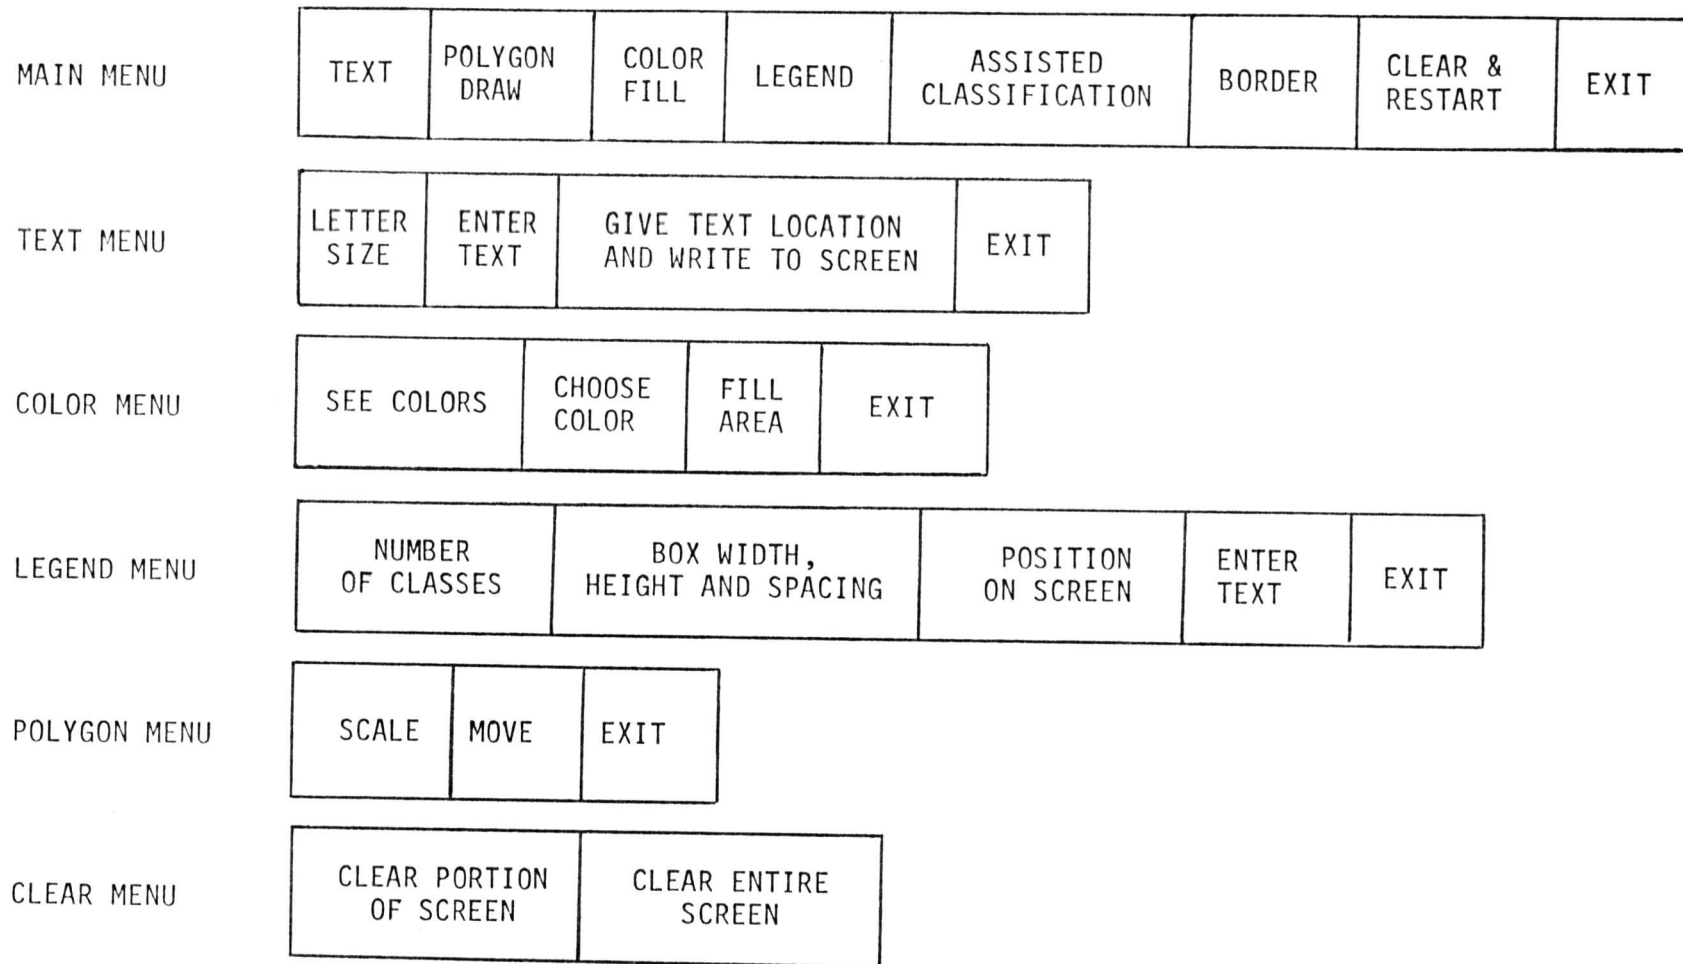 MAIN MENU
TEXT
POLYGON
DRAW
COLOR
FILL
LEGEND
ASSISTED
CLASSIFICATION
BORDER
CLEAR &
RESTART
EXIT
TEXT MENU
LETTER
SIZE
ENTER
TEXT
GIVE TEXT LOCATION
AND WRITE TO SCREEN
EXIT
COLOR MENU
SEE COLORS
CHOOSE
COLOR
FILL
AREA
EXIT
LEGEND MENU
NUMBER
OF CLASSES
BOX WIDTH,
HEIGHT AND SPACING
POSITION
ON SCREEN
ENTER
TEXT
EXIT
POLYGON MENU
SCALE
MOVE
EXIT
CLEAR MENU
CLEAR PORTION
OF SCREEN
CLEAR ENTIRE
SCREEN